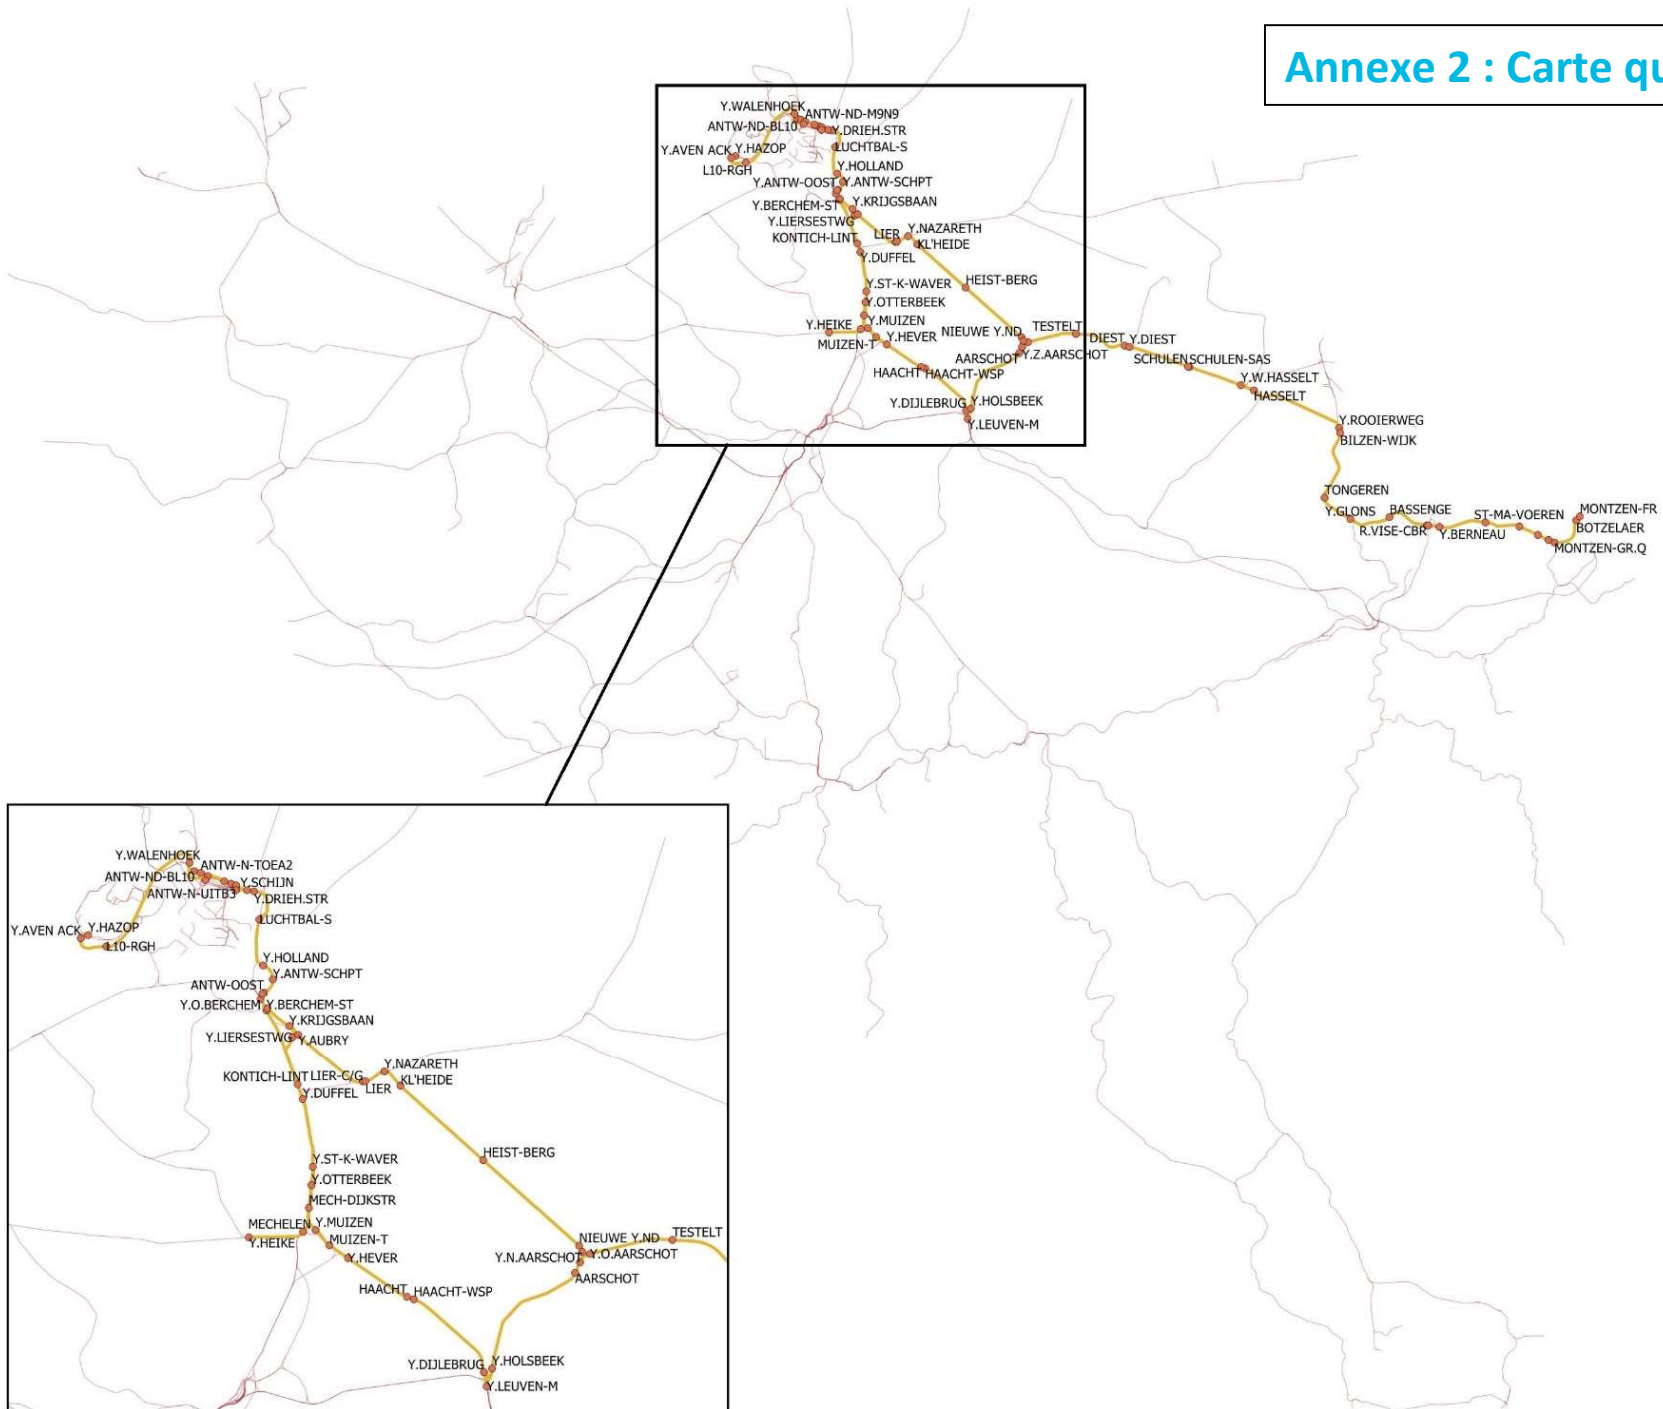 Annexe 2 : Carte qu
Y.WALENHOEK
ANTW-ND-M9N9
ANTW-ND-BL10
Y.DRIEH.STR
Y.AVEN ACK
Y.HAZOP
LUCHTBAL-S
L10-RGH
Y.HOLLAND
Y.ANTW-OOST
Y.ANTW-SCHPT
Y.BERCHEM-ST
Y.KRIJGSBAAN
Y.LIERSESTWG
KONTICH-LINT
LIER
Y.NAZARETH
KL'HEIDE
Y.DUFFEL
Y.ST-K-WAVER
HEIST-BERG
Y.OTTERBEEK
Y.HEIKE
Y.MUIZEN
MUIZEN-T
Y.HEVER
NIEUWE Y.ND
TESTELT
DIEST
Y.DIEST
AARSCHOT
Y.Z.AARSCHOT
SCHULEN
SCHULEN-SAS
HAACHT
HAACHT-WSP
Y.W.HASSELT
HASSELT
Y.DIJLEBRUG
Y.HOLSBEEK
Y.LEUVEN-M
Y.ROOIERWEG
BILZEN-WIJK
TONGEREN
Y.GLONS
BASSENGE
ST-MA-VOEREN
MONTZEN-FR
R.VISE-CBR
Y.BERNEAU
BOTZELAER
MONTZEN-GR.Q
Y.WALENHOEK
ANTW-N-TOEA2
ANTW-ND-BL10
Y.SCHIJN
ANTW-N-UITB3
Y.DRIEH.STR
LUCHTBAL-S
Y.AVEN ACK
Y.HAZOP
L10-RGH
Y.HOLLAND
Y.ANTW-SCHPT
ANTW-OOST
Y.O.BERCHEM
Y.BERCHEM-ST
Y.KRIJGSBAAN
Y.LIERSESTWG
Y.AUBRY
Y.NAZARETH
KONTICH-LINT
LIER-C/G
LIER
KL'HEIDE
Y.DUFFEL
HEIST-BERG
Y.ST-K-WAVER
Y.OTTERBEEK
MECH-DIJKSTR
MECHELEN
Y.MUIZEN
Y.HEIKE
MUIZEN-T
Y.HEVER
NIEUWE Y.ND
TESTELT
Y.N.AARSCHOT
Y.O.AARSCHOT
AARSCHOT
HAACHT
HAACHT-WSP
Y.DIJLEBRUG
Y.HOLSBEEK
Y.LEUVEN-M